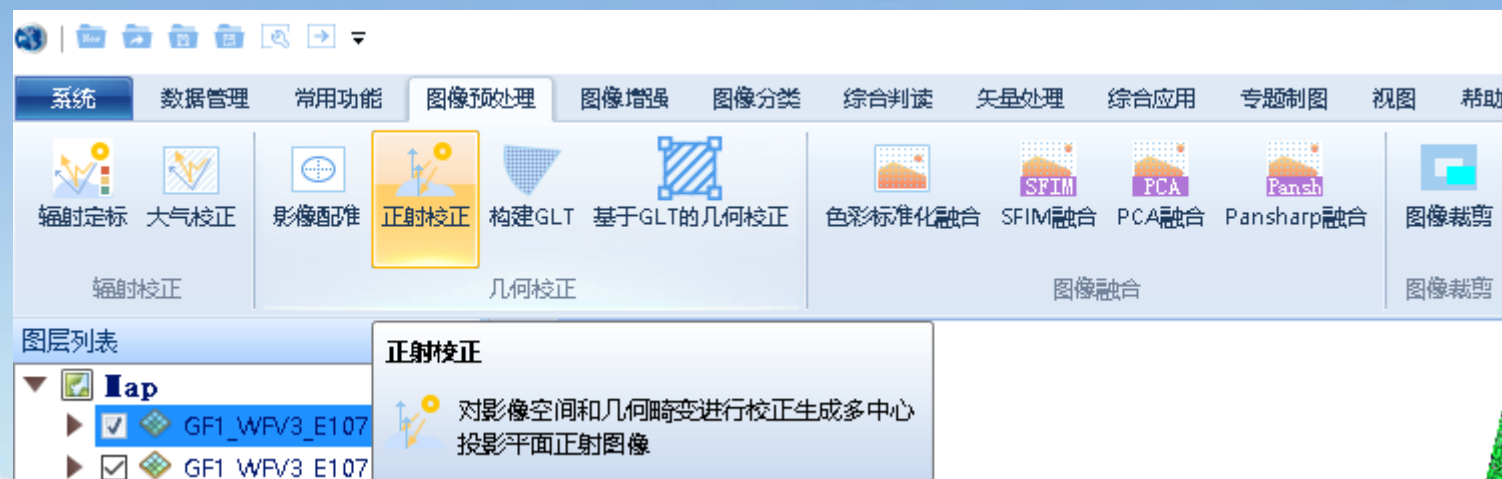 系统 数据管理 常用功能 图像预处理 图像增强 图像分类 综合判读 矢量处理 综合应用 专题制图 视图 帮助
SFIM PCA Pansh
辐射定标 大气校正 影像配准 正射校正 构建GLT 基于GLT的几何校正 色彩标准化融合 SFIM融合 PCA融合 Pansharp融合 图像裁剪
辐射校正 几何校正 图像融合 图像裁剪
图层列表
正射校正
Map
对影像空间和几何畸变进行校正生成多中心
GF1_WFV3_E107
投影平面正射图像
GF1_WFV3_E107